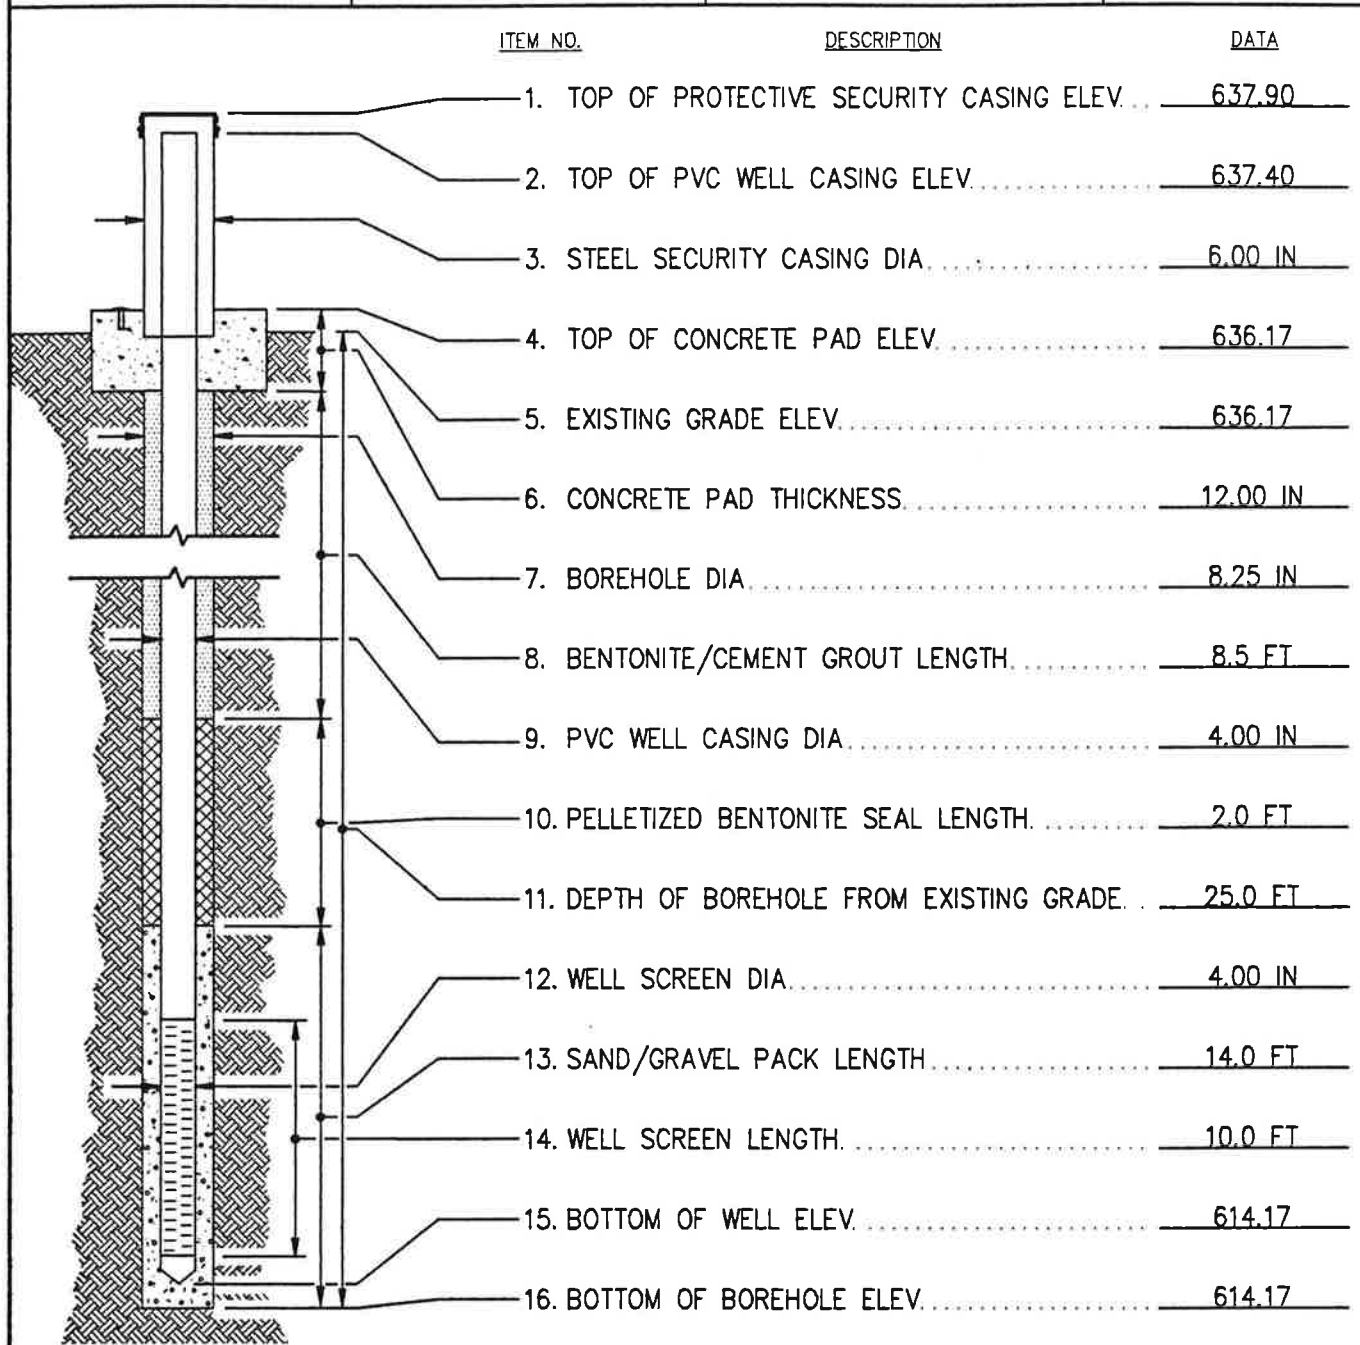 ITEM NO. DESCRIPTION DATA
1. TOP OF PROTECTIVE SECURITY CASING ELEV. 637.90
2. TOP OF PVC WELL CASING ELEV. 637.40
3. STEEL SECURITY CASING DIA. 6.00 IN
4. TOP OF CONCRETE PAD ELEV. 636.17
5. EXISTING GRADE ELEV. 636.17
6. CONCRETE PAD THICKNESS 12.00 IN
7. BOREHOLE DIA. 8.25 IN
8. BENTONITE/CEMENT GROUT LENGTH 8.5 FT
9. PVC WELL CASING DIA. 4.00 IN
10. PELLETIZED BENTONITE SEAL LENGTH 2.0 FT
11. DEPTH OF BOREHOLE FROM EXISTING GRADE 25.0 FT
12. WELL SCREEN DIA. 4.00 IN
13. SAND/GRAVEL PACK LENGTH 14.0 FT
14. WELL SCREEN LENGTH 10.0 FT
15. BOTTOM OF WELL ELEV. 614.17
16. BOTTOM OF BOREHOLE ELEV. 614.17